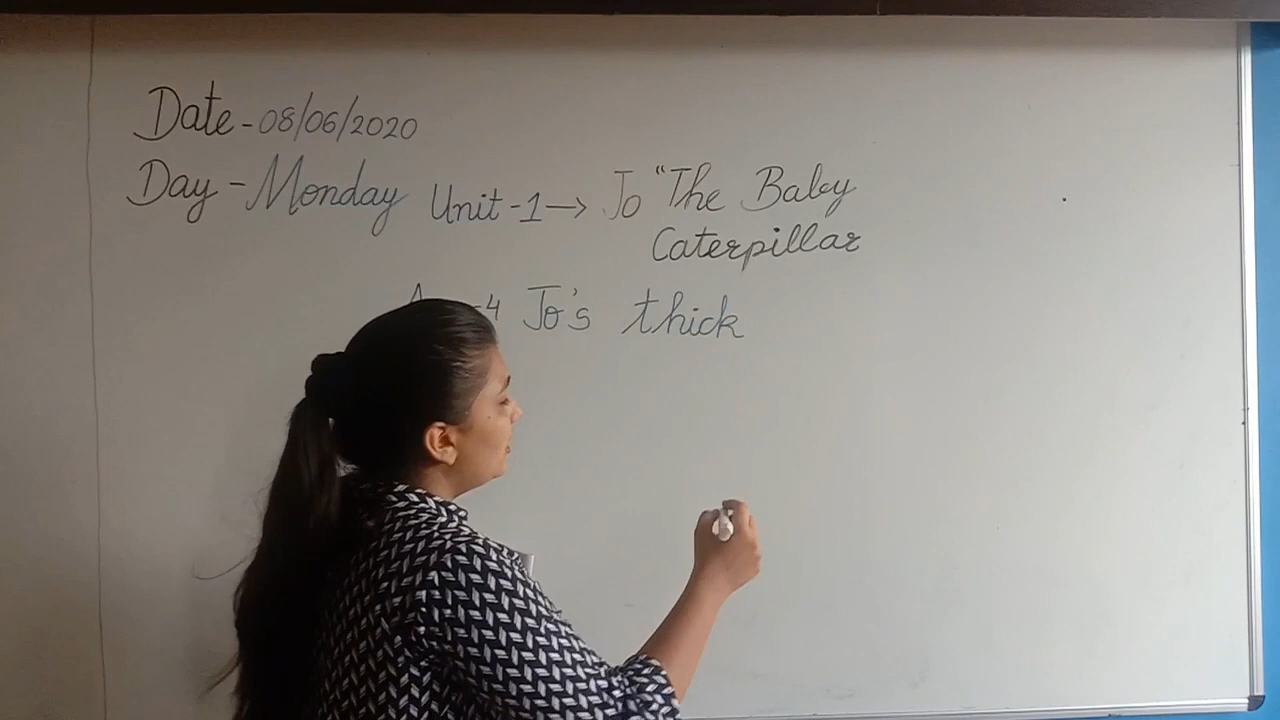 Date - 08/06/2020
Day - Monday Unit -1→ Jo "The Baby
Caterpillar
-4 Jo's thick